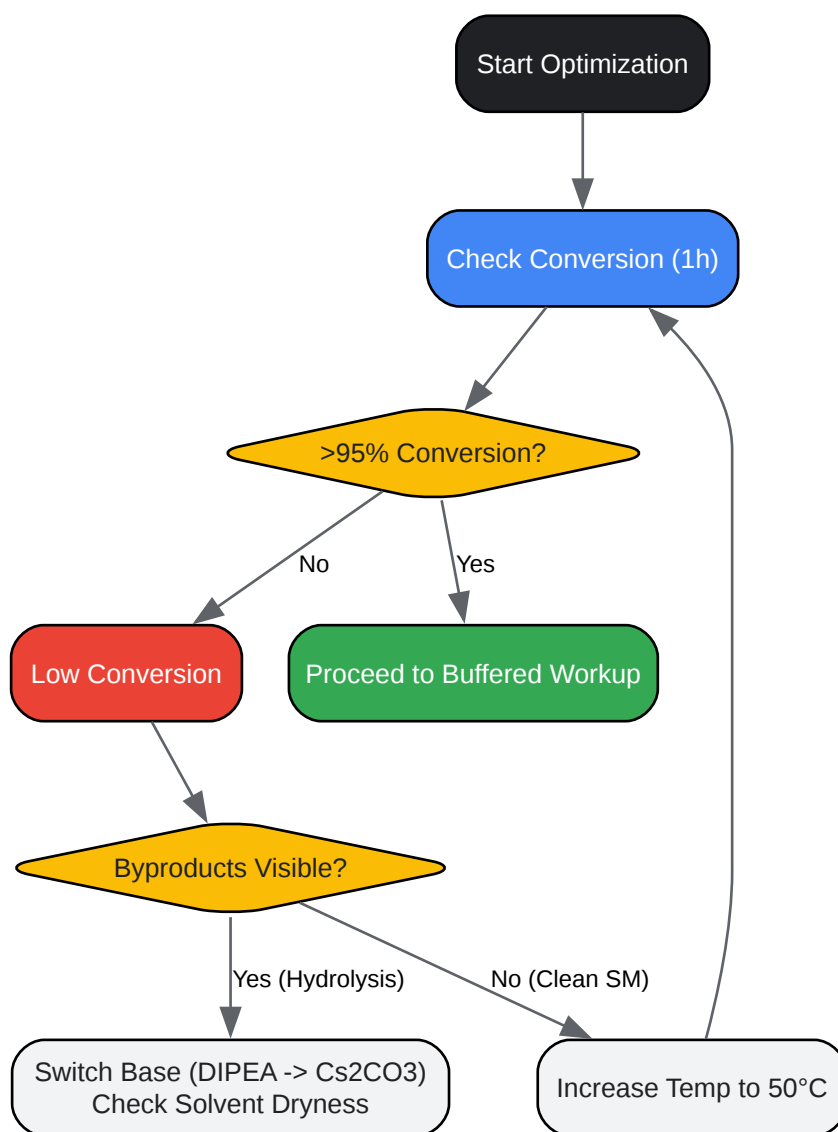 Start Optimization
Check Conversion (1h)
>95% Conversion?
No
Yes
Low Conversion
Proceed to Buffered Workup
Byproducts Visible?
Yes (Hydrolysis)
No (Clean SM)
Switch Base (DIPEA -> Cs2CO3)
Check Solvent Dryness
Increase Temp to 50°C